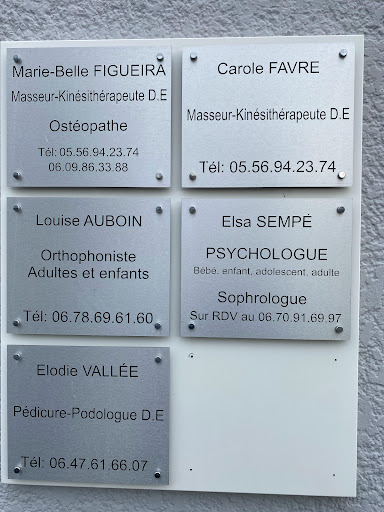 Marie-Belle FIGUEIRA
Masseur-Kinésithérapeute D.E
Ostéopathe
Tél: 05.56.94.23.74
06.09.86.33.88
Carole FAVRE
Masseur-Kinésithérapeute D.E
Tél: 05.56.94.23.74
Louise AUBOIN
Orthophoniste
Adultes et enfants
Tél: 06.78.69.61.60
Elsa SEMPÉ
PSYCHOLOGUE
Bébé, enfant, adolescent, adulte
Sophrologue
Sur RDV au 06.70.91.69.97
Elodie VALLÉE
Pédicure-Podologue D.E
Tél: 06.47.61.66.07